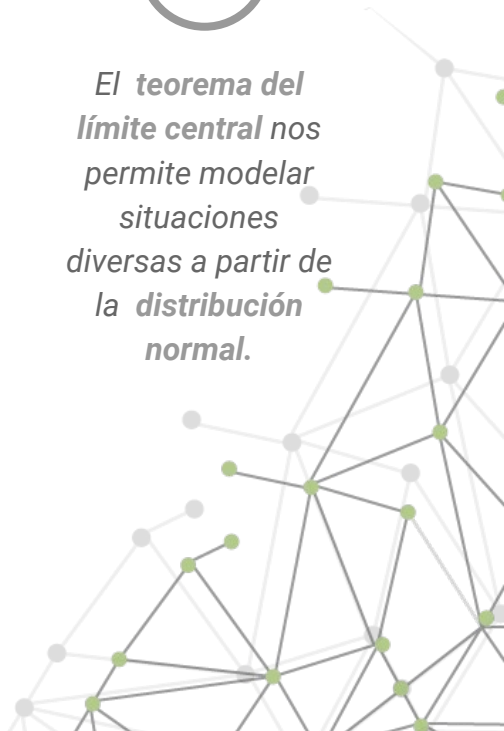 El teorema del
límite central nos
permite modelar
situaciones
diversas a partir de
la distribución
normal.